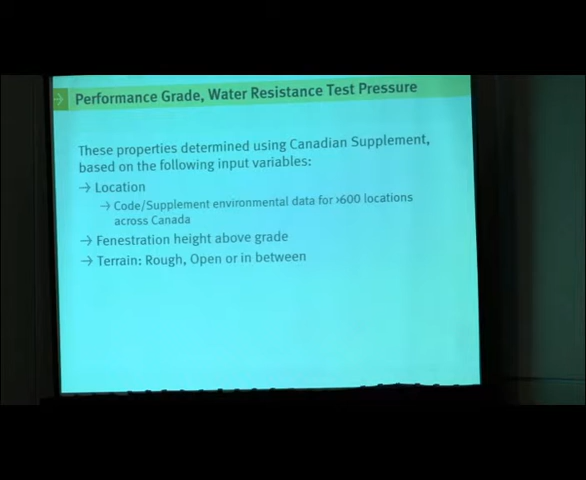 → Performance Grade, Water Resistance Test Pressure
These properties determined using Canadian Supplement,
based on the following input variables:
→ Location
→ Code/Supplement environmental data for >600 locations
across Canada
→ Fenestration height above grade
→ Terrain: Rough, Open or in between